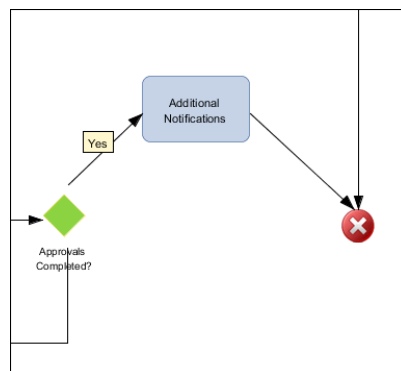 Additional
Notifications
Yes
Approvals
Completed?